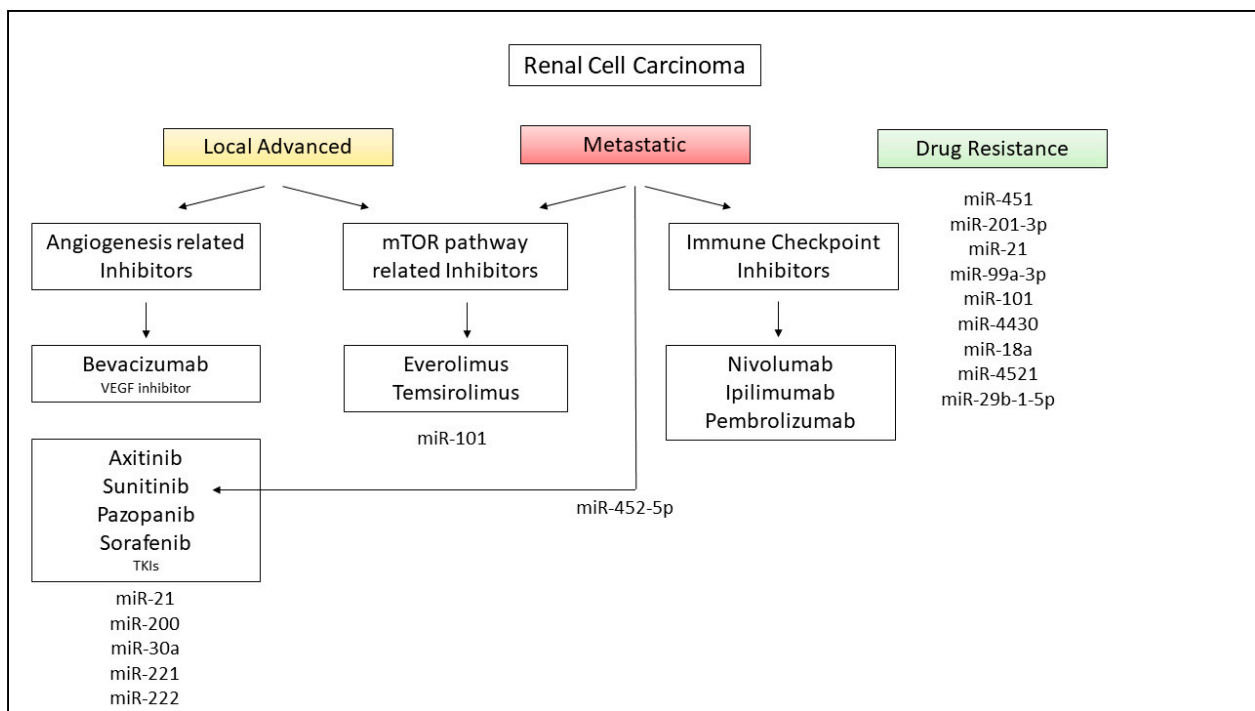 Renal Cell Carcinoma
Local Advanced
Metastatic
Drug Resistance
Angiogenesis related
Inhibitors
mTOR pathway
related Inhibitors
Immune Checkpoint
Inhibitors
Bevacizumab
VEGF inhibitor
Everolimus
Temsirolimus
miR-101
Nivolumab
Ipilimumab
Pembrolizumab
miR-451
miR-201-3p
miR-21
miR-99a-3p
miR-101
miR-4430
miR-18a
miR-4521
miR-29b-1-5p
Axitinib
Sunitinib
Pazopanib
Sorafenib
TKIs
miR-452-5p
miR-21
miR-200
miR-30a
miR-221
miR-222